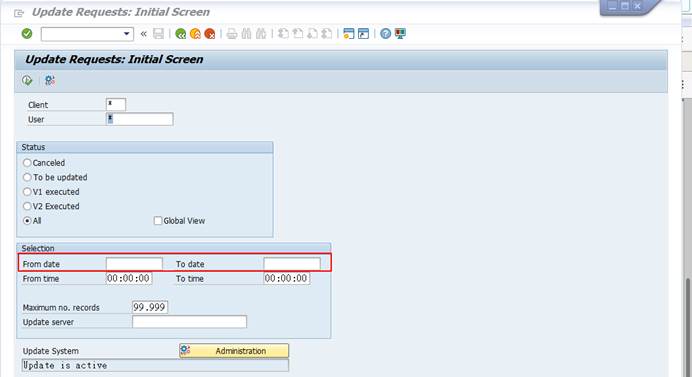 Update Requests: Initial Screen
Update Requests: Initial Screen
Client *
User *
Status
Canceled
To be updated
V1 executed
V2 Executed
All Global View
Selection
From date To date
From time 00:00:00 To time 00:00:00
Maximum no. records 99.999
Update server
Update System Administration
Update is active